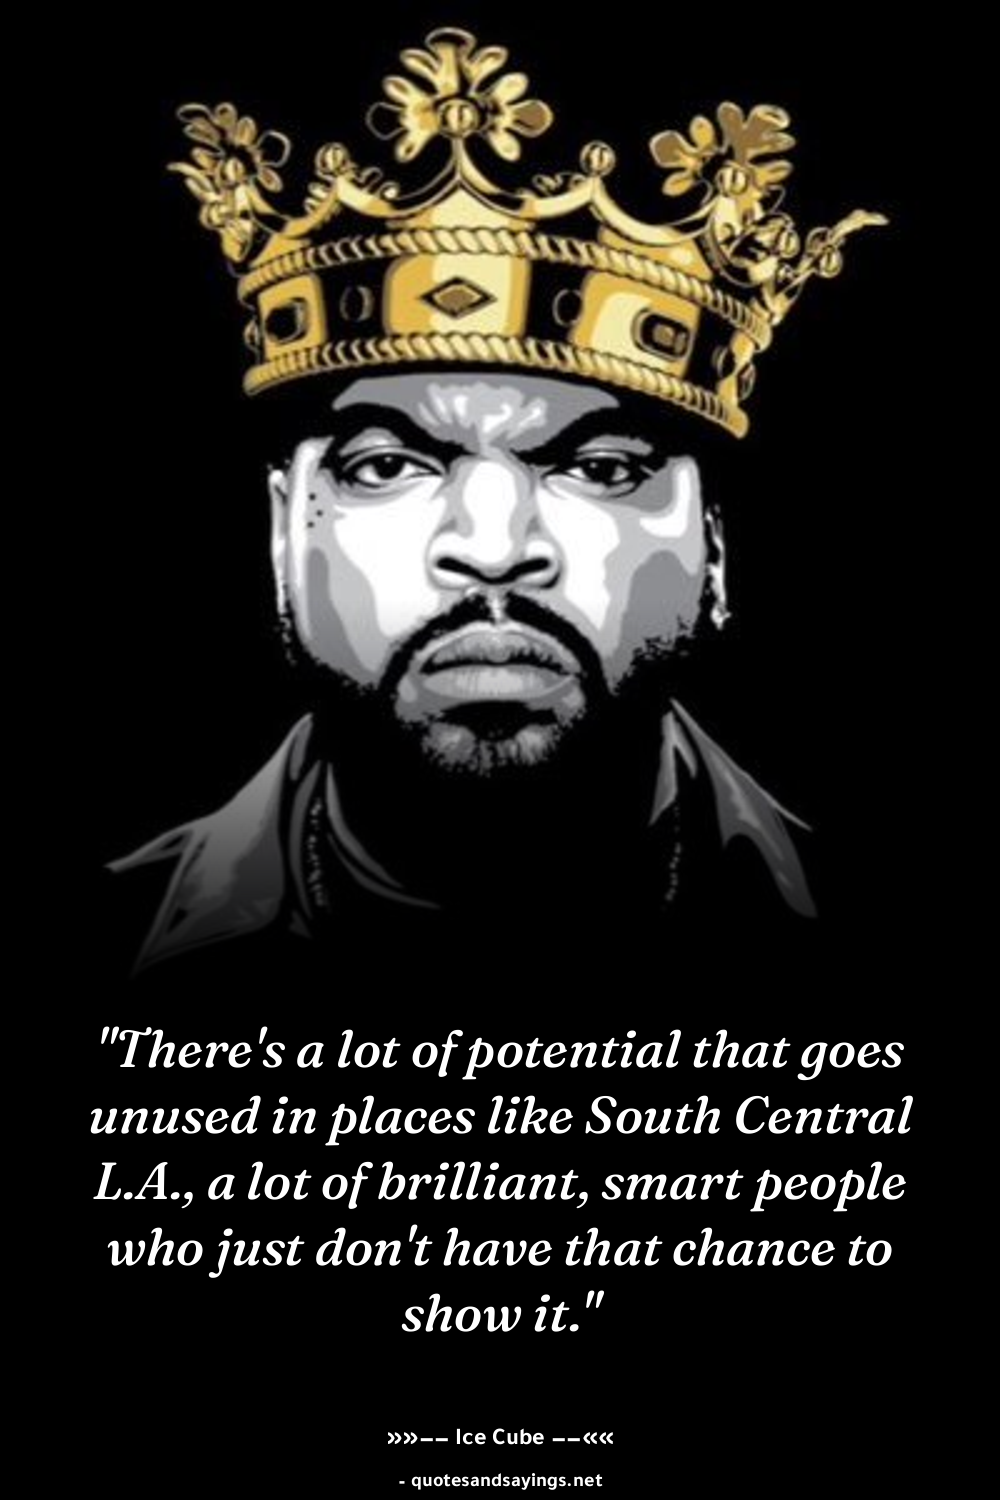 "There's a lot of potential that goes
unused in places like South Central
L.A., a lot of brilliant, smart people
who just don't have that chance to
show it."
»»–– Ice Cube ––««
- quotesandsayings.net